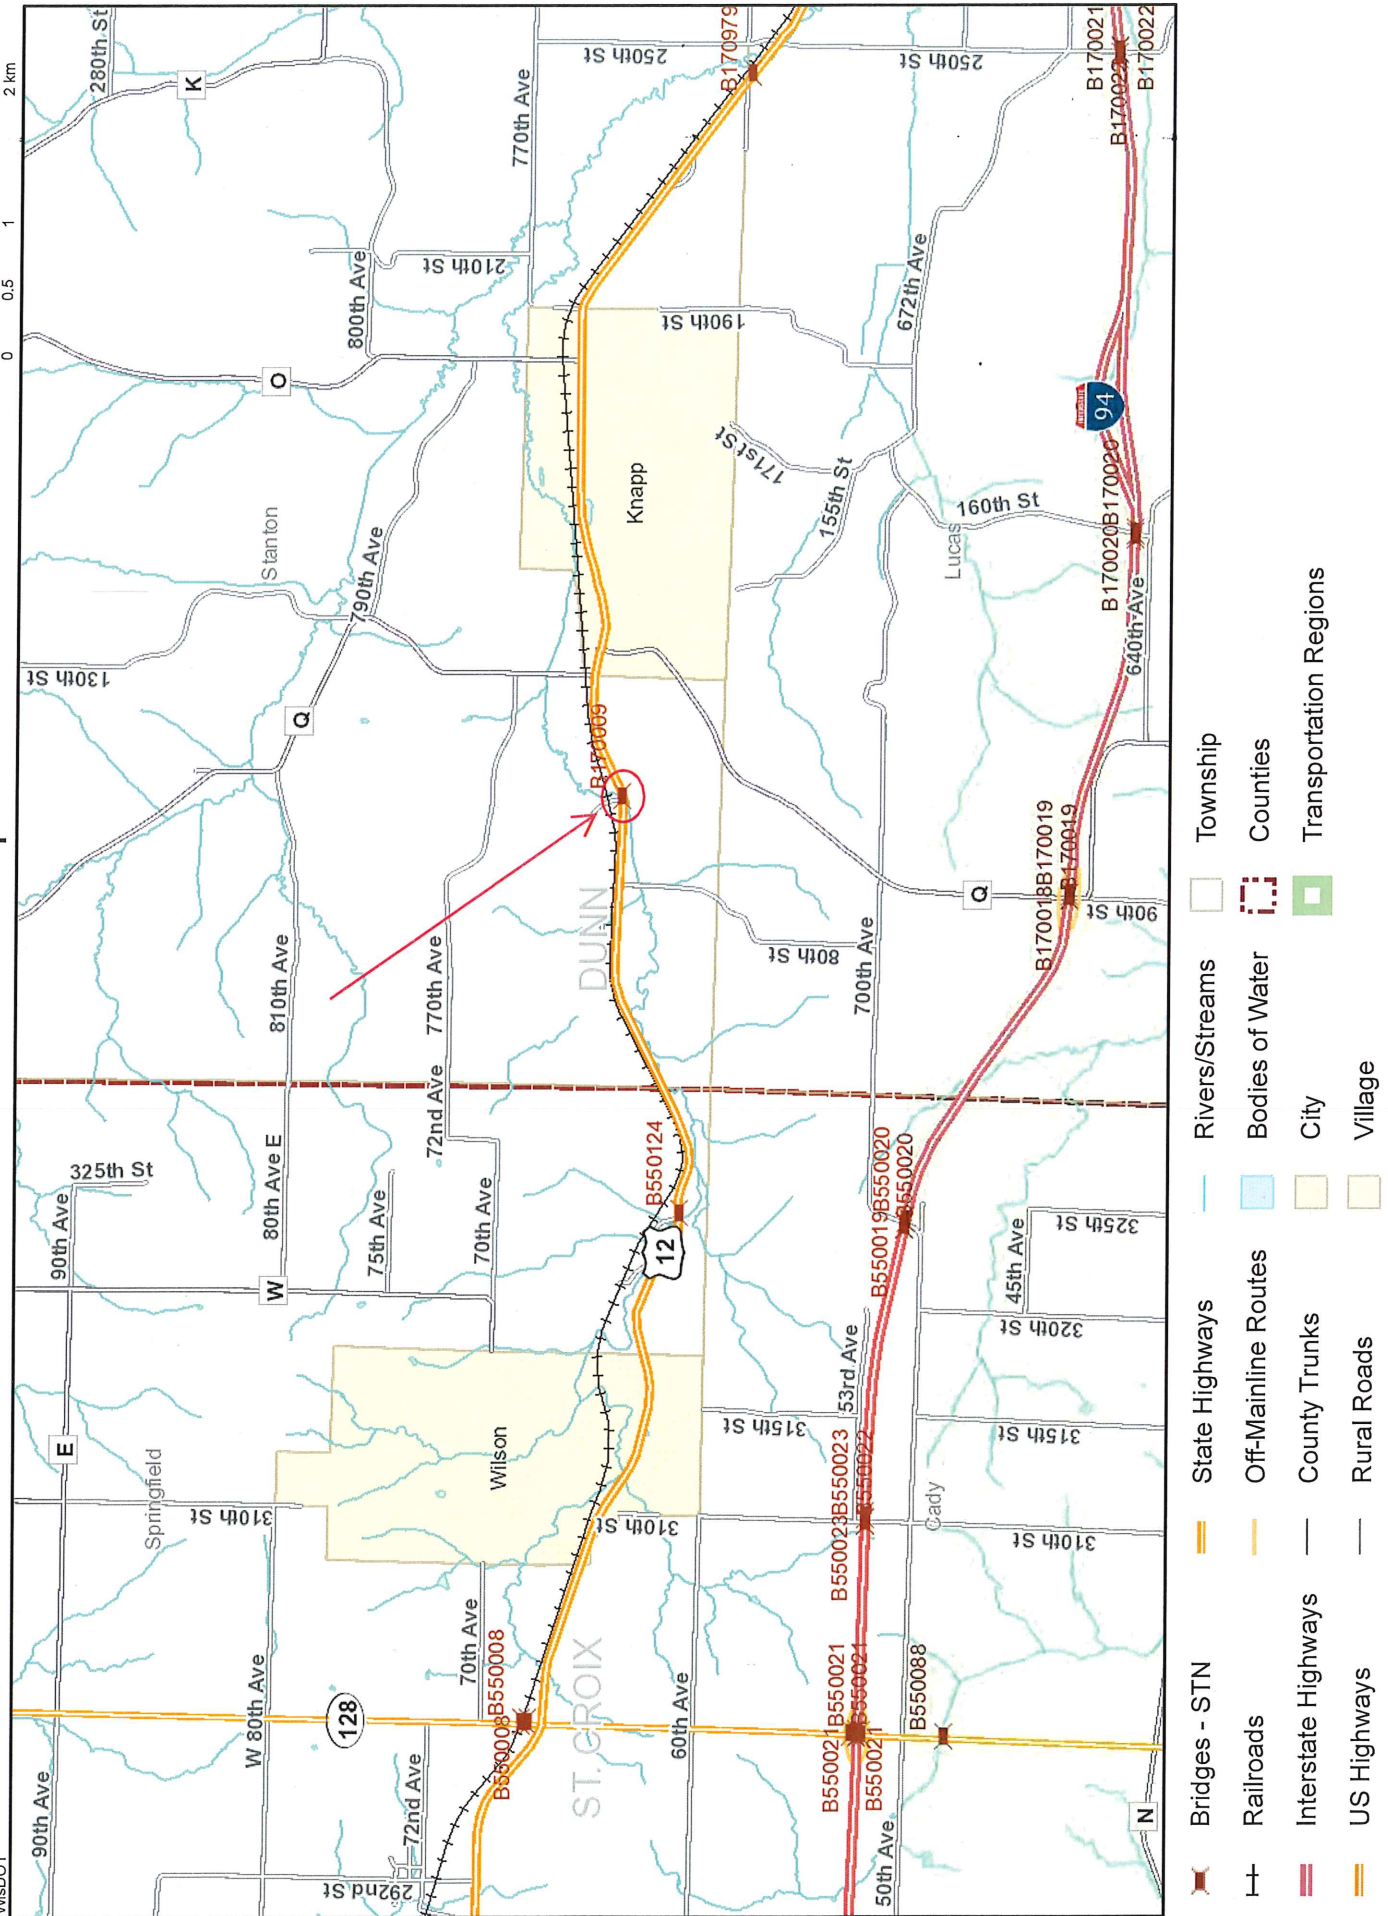 WisDOT
0 0.5 1 2 km
90th Ave
E
90th Ave
325th St
130th St
280th St
K
Springfield
310th St
W
80th Ave E
810th Ave
Q
Stanton
O
W 80th Ave
128
75th Ave
790th Ave
800th Ave
210th St
292nd St
72nd Ave
70th Ave
Wilson
70th Ave
72nd Ave
770th Ave
770th Ave
250th St
B550008B550008
ST. CROIX
310th St
12
B550124
DUNN
B170009
Knapp
190th St
B170979
60th Ave
315th St
80th St
171st St
155th St
672th Ave
250th St
B550021B550021
B550021B550021
B550023B550023
B550022
53rd Ave
B550019B550020
B550020
700th Ave
Q
Lucas
160th St
50th Ave
B550088
Cady
310th St
315th St
320th St
45th Ave
325th St
B170018B170019
B170019
90th St
640th Ave
B170020B170020
94
B170021
B170022
B170022
N
Bridges - STN
Railroads
Interstate Highways
US Highways
State Highways
Off-Mainline Routes
County Trunks
Rural Roads
Rivers/Streams
Bodies of Water
City
Village
Township
Counties
Transportation Regions